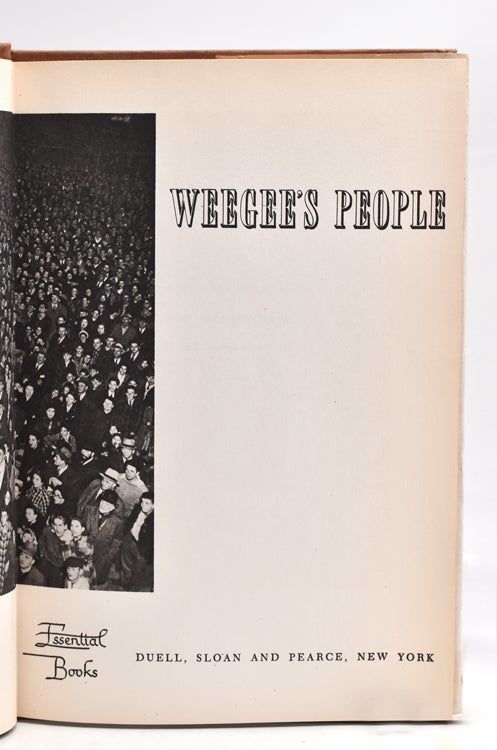 WEEGEE'S PEOPLE
Essential
Books
DUELL, SLOAN AND PEARCE, NEW YORK